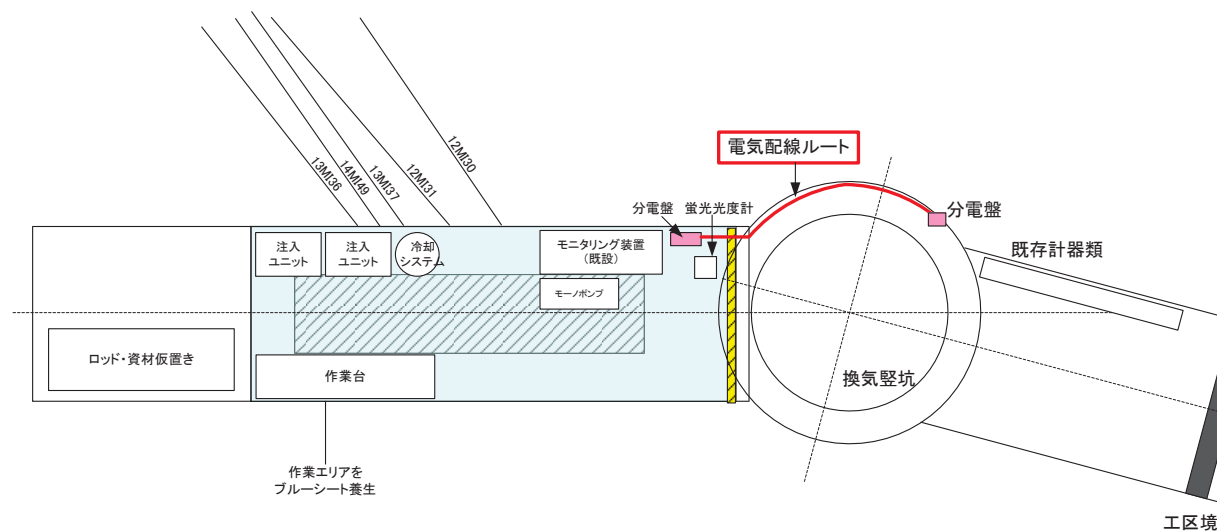 12MI30
12MI31
13MI37
14MI49
13MI36
電気配線ルート
分電盤
蛍光光度計
分電盤
既存計器類
注入
ユニット
注入
ユニット
冷却
システム
モニタリング装置
(既設)
モーノポンプ
ロッド・資材仮置き
作業台
換気竪坑
作業エリアを
ブルーシート養生
工区境